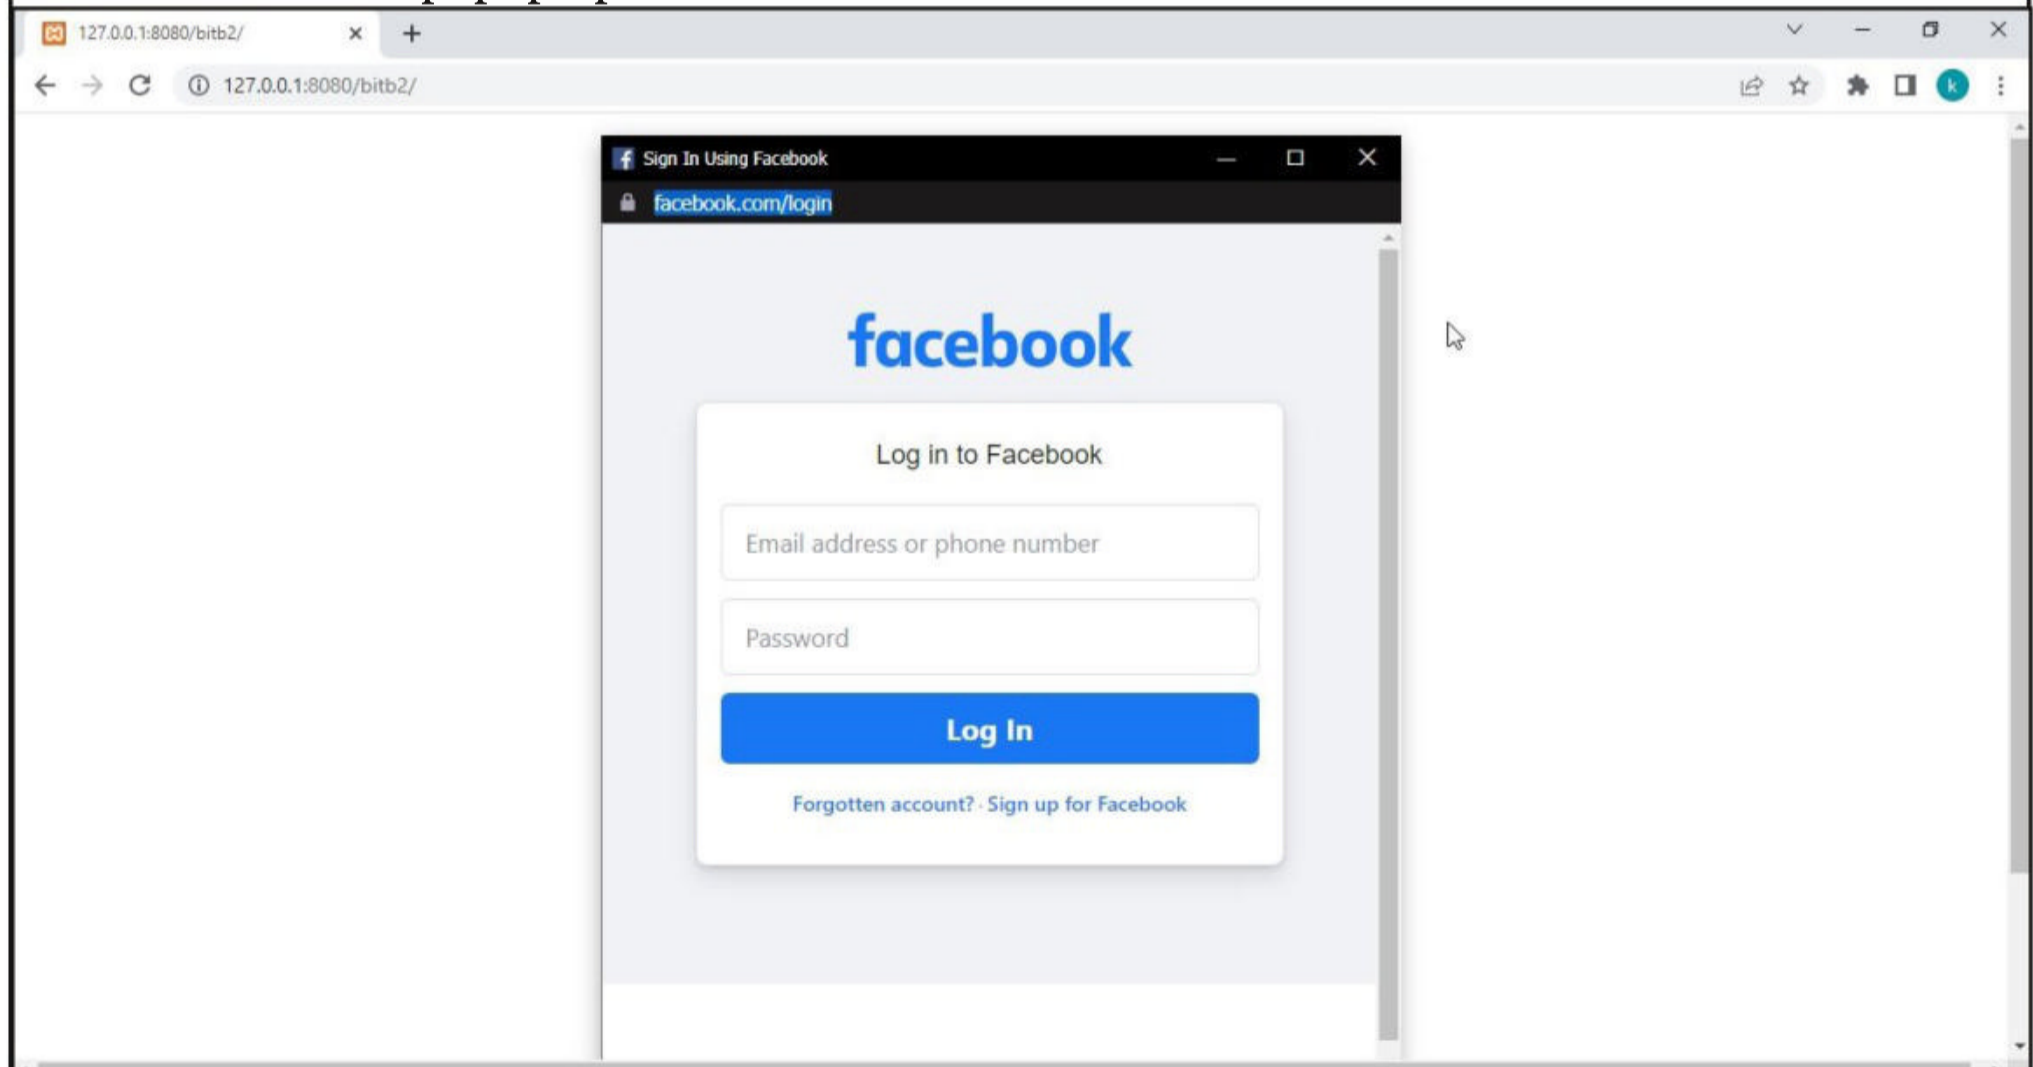 127.0.0.1:8080/bitb2/
127.0.0.1:8080/bitb2/
k
Sign In Using Facebook
facebook.com/login
facebook
Log in to Facebook
Email address or phone number
Password
Log In
Forgotten account? · Sign up for Facebook